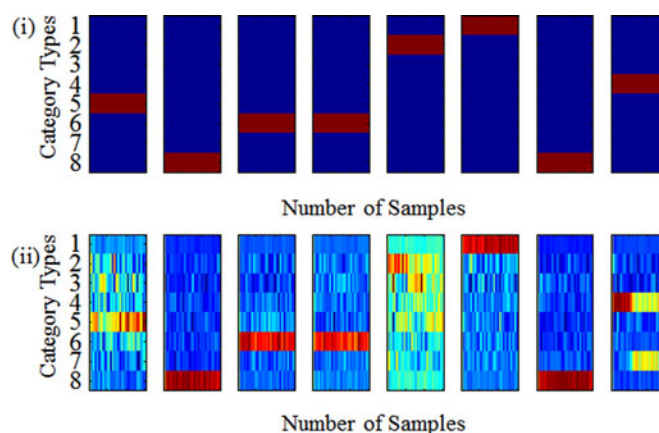 (i)
Category Types
1
2
3
4
5
6
7
8
Number of Samples
(ii)
Category Types
1
2
3
4
5
6
7
8
Number of Samples